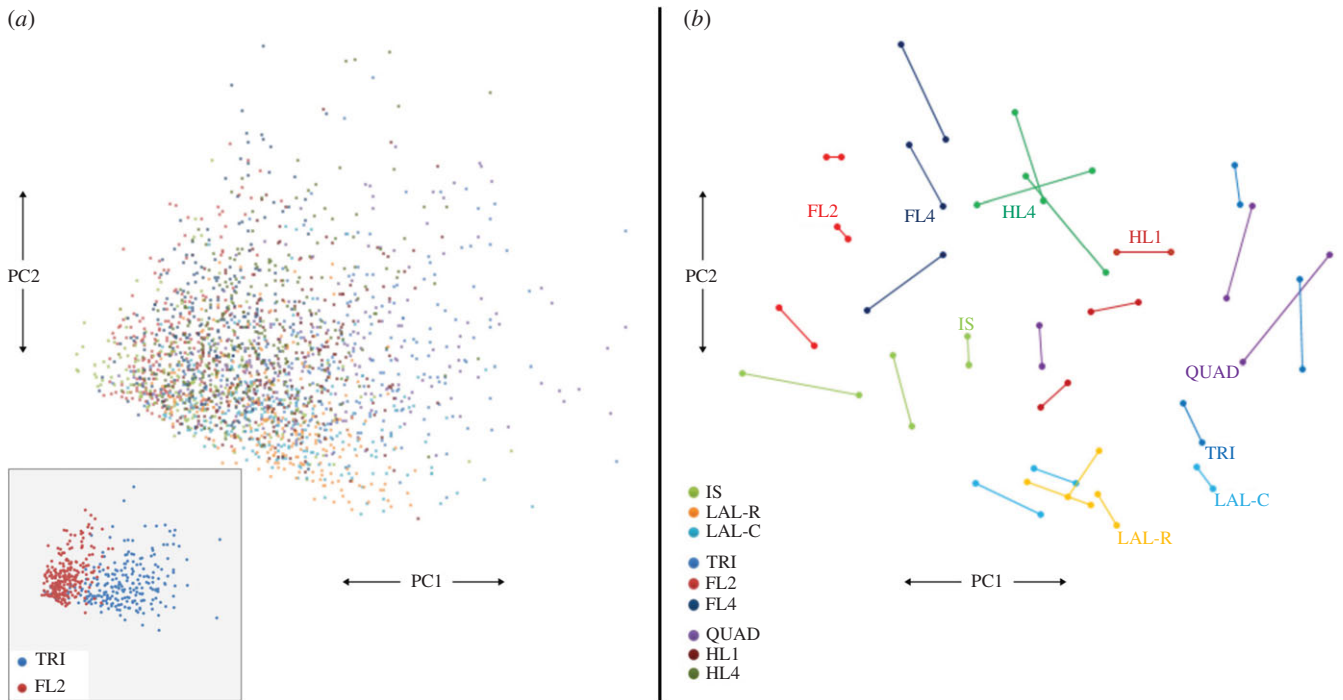 (a)
PC2
PC1
TRI
FL2
(b)
FL2
FL4
HL4
HL1
PC2
IS
QUAD
TRI
LAL-C
LAL-R
PC1
IS
LAL-R
LAL-C
TRI
FL2
FL4
QUAD
HL1
HL4